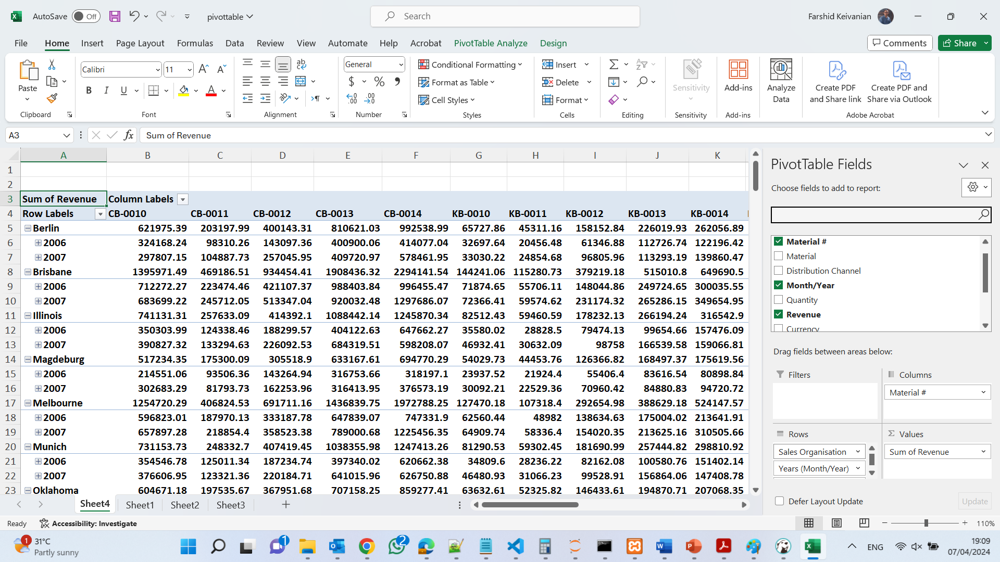 AutoSave Off pivottable Search Farshid Keivanian
File Home Insert Page Layout Formulas Data Review View Automate Help Acrobat PivotTable Analyze Design Comments Share
Paste
Clipboard
Calibri 11
B I U
Font
ab
Alignment
General
$ % 9
Number
Conditional Formatting
Format as Table
Cell Styles
Styles
Insert
Delete
Format
Cells
Editing
Sensitivity
Sensitivity
Add-ins
Add-ins
Analyze Data
Create PDF and Share link
Create PDF and Share via Outlook
Adobe Acrobat
A3 fx Sum of Revenue
A B C D E F G H I J K
1
2
3 Sum of Revenue Column Labels
4 Row Labels CB-0010 CB-0011 CB-0012 CB-0013 CB-0014 KB-0010 KB-0011 KB-0012 KB-0013 KB-0014
5 Berlin 621975.39 203197.99 400143.31 810621.03 992538.99 65727.86 45311.16 158152.84 226019.93 262056.89
6 2006 324168.24 98310.26 143097.36 400900.06 414077.04 32697.64 20456.48 61346.88 112726.74 122196.42
7 2007 297807.15 104887.73 257045.95 409720.97 578461.95 33030.22 24854.68 96805.96 113293.19 139860.47
8 Brisbane 1395971.49 469186.51 934454.41 1908436.32 2294141.54 144241.06 115280.73 379219.18 515010.8 649690.5
9 2006 712272.27 223474.46 421107.37 988403.84 996455.47 71874.65 55706.11 148044.86 249724.65 300035.55
10 2007 683699.22 245712.05 513347.04 920032.48 1297686.07 72366.41 59574.62 231174.32 265286.15 349654.95
11 Illinois 741131.31 257633.09 414392.1 1088442.14 1245870.34 82512.43 59460.59 178232.13 266194.24 316542.9
12 2006 350303.99 124338.46 188299.57 404122.63 647662.27 35580.02 28828.5 79474.13 99654.66 157476.09
13 2007 390827.32 133294.63 226092.53 684319.51 598208.07 46932.41 30632.09 98758 166539.58 159066.81
14 Magdeburg 517234.35 175300.09 305518.9 633167.61 694770.29 54029.73 44453.76 126366.82 168497.37 175619.56
15 2006 214551.06 93506.36 143264.94 316753.66 318197.1 23937.52 21924.4 55406.4 83616.54 80898.84
16 2007 302683.29 81793.73 162253.96 316413.95 376573.19 30092.21 22529.36 70960.42 84880.83 94720.72
17 Melbourne 1254720.29 406824.53 691711.16 1436839.75 1972788.25 127470.18 107318.4 292654.98 388629.18 524147.57
18 2006 596823.01 187970.13 333187.78 647839.07 747331.9 62560.44 48982 138634.63 175004.02 213641.91
19 2007 657897.28 218854.4 358523.38 789000.68 1225456.35 64909.74 58336.4 154020.35 213625.16 310505.66
20 Munich 731153.73 248332.7 407419.45 1038355.98 1247413.26 81290.53 59302.45 181690.99 257444.82 298810.92
21 2006 354546.78 125011.34 187234.74 397340.02 620662.38 34809.6 28236.22 82162.08 100580.76 151402.14
22 2007 376606.95 123321.36 220184.71 641015.96 626750.88 46480.93 31066.23 99528.91 156864.06 147408.78
23 Oklahoma 604671.18 197535.67 367951.68 707158.25 859277.41 63632.61 52325.82 146433.61 194870.71 207068.35
PivotTable Fields
Choose fields to add to report:
Material #
Material
Distribution Channel
Month/Year
Quantity
Revenue
Currency
Drag fields between areas below:
Filters Columns
Material #
Rows Values
Sales Organisation Sum of Revenue
Years (Month/Year)
Defer Layout Update Update
Sheet4 Sheet1 Sheet2 Sheet3
Ready Accessibility: Investigate 110%
1 31°C
Partly sunny
1
2
ENG
19:09
07/04/2024